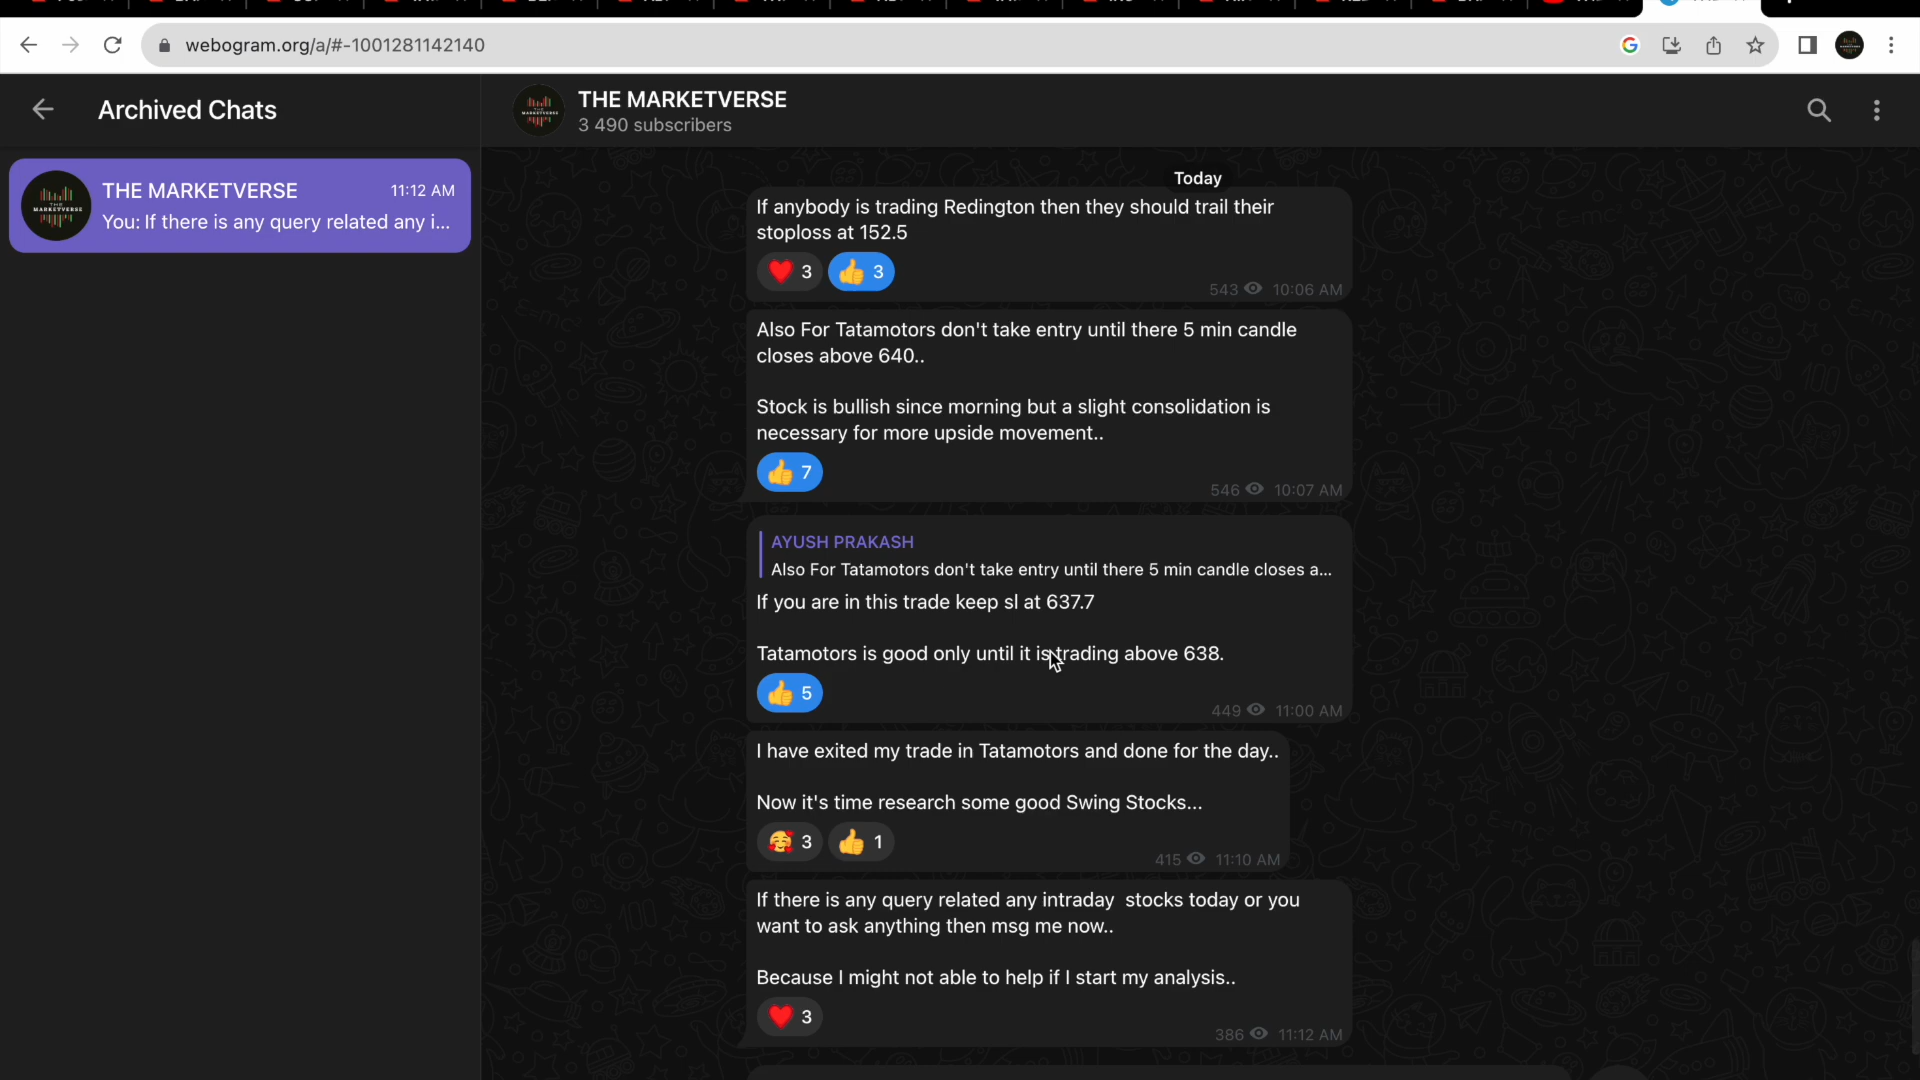 webogram.org/a/#-1001281142140
Archived Chats
THE MARKETVERSE
3 490 subscribers
THE MARKETVERSE
11:12 AM
You: If there is any query related any i...
Today
If anybody is trading Redington then they should trail their
stoploss at 152.5
3
3
543 10:06 AM
Also For Tatamotors don't take entry until there 5 min candle
closes above 640..
Stock is bullish since morning but a slight consolidation is
necessary for more upside movement..
7
546 10:07 AM
AYUSH PRAKASH
Also For Tatamotors don't take entry until there 5 min candle closes a...
If you are in this trade keep sl at 637.7
Tatamotors is good only until it is trading above 638.
5
449 11:00 AM
I have exited my trade in Tatamotors and done for the day..
Now it's time research some good Swing Stocks...
3
1
415 11:10 AM
If there is any query related any intraday  stocks today or you
want to ask anything then msg me now..
Because I might not able to help if I start my analysis..
3
386 11:12 AM